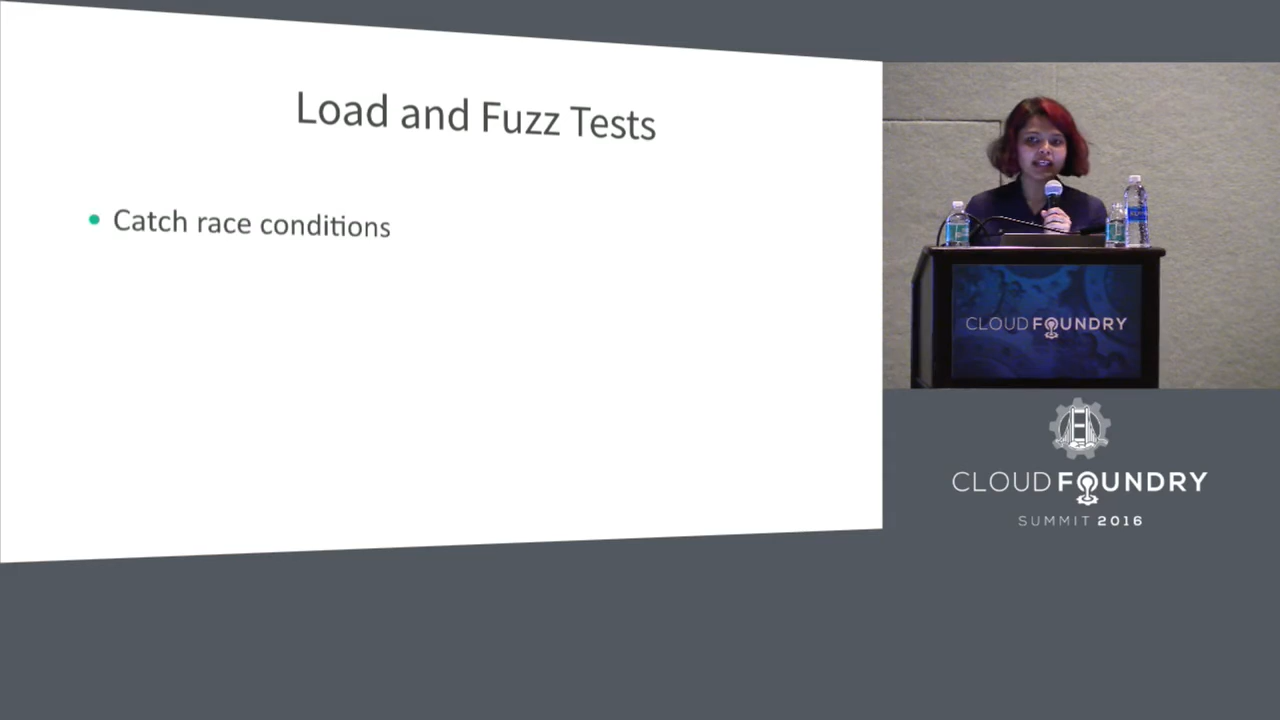 Load and Fuzz Tests
• Catch race conditions
CLOUD FOUNDRY
CLOUD FOUNDRY
SUMMIT 2016